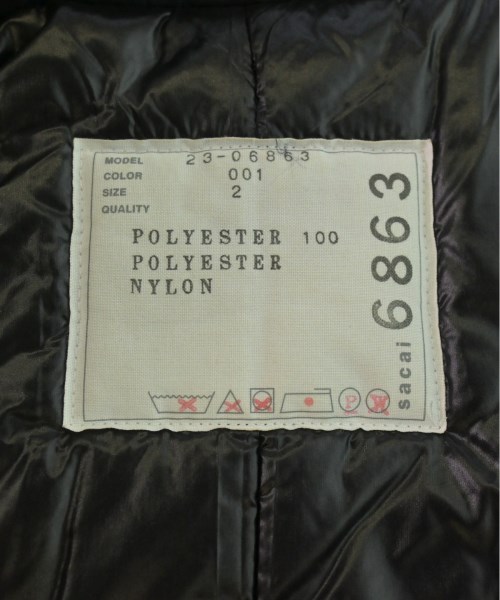 MODEL 23-06863
COLOR 001
SIZE 2
QUALITY
POLYESTER 100
POLYESTER
NYLON
P W
sacai 6863